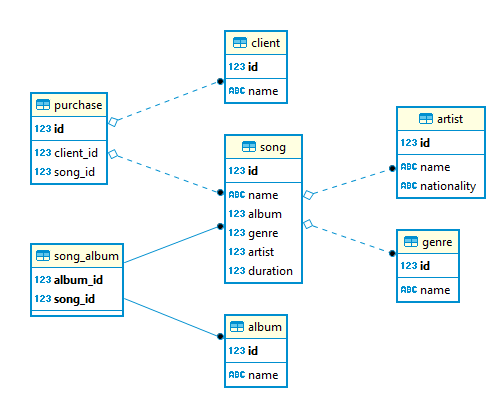 client
123 id
ABC name
purchase
123 id
123 client_id
123 song_id
song
123 id
ABC name
123 album
123 genre
123 artist
123 duration
artist
123 id
ABC name
ABC nationality
song_album
123 album_id
123 song_id
genre
123 id
ABC name
album
123 id
ABC name